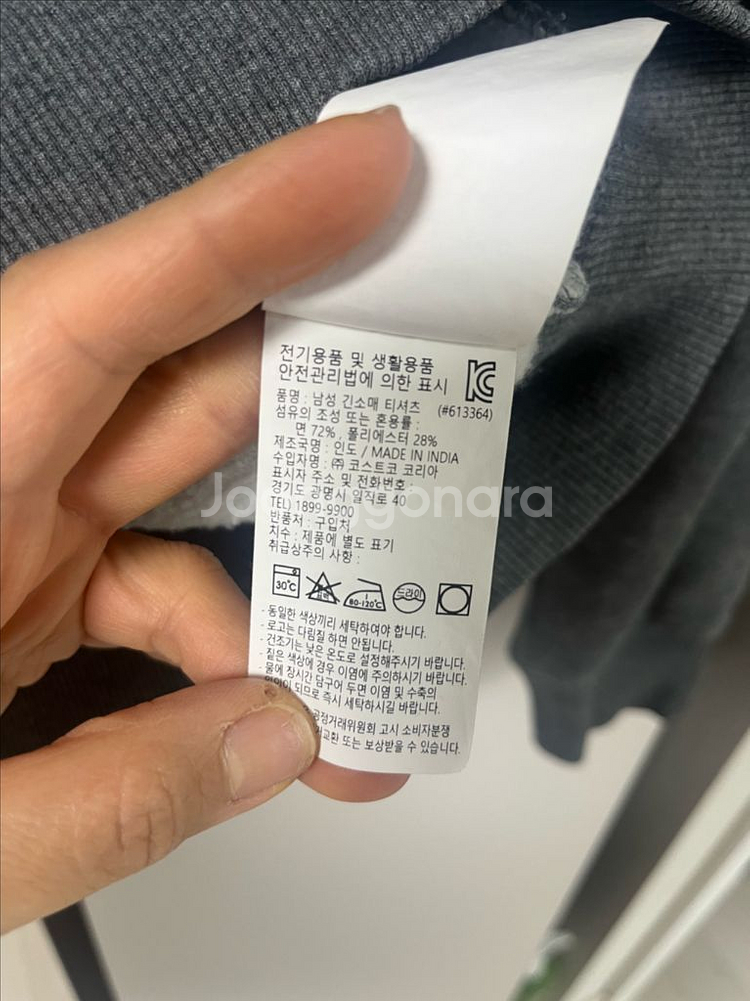 전기용품 및 생활용품
안전관리법에 의한 표시
품명 : 남성 긴소매 티셔츠 (#613364)
섬유의 조성 또는 혼용률 :
면 72%, 폴리에스터 28%
제조국명 : 인도 / MADE IN INDIA
수입자명 : ㈜ 코스트코 코리아
표시자 주소 및 전화번호 :
경기도 광명시 일직로 40
TEL) 1899-9900
반품처 : 구입처
치수 : 제품에 별도 표기
취급상주의 사항 :
30℃ 80-120℃ 드라이
- 동일한 색상끼리 세탁하여야 합니다.
- 로고는 다림질 하면 안됩니다.
- 건조기는 낮은 온도로 설정해주시기 바랍니다.
- 짙은 색상에 경우 이염에 주의하시기 바랍니다.
- 물에 장시간 담구어 두면 이염 및 수축의
원인이 되므로 즉시 세탁하시길 바랍니다.
공정거래위원회 고시 소비자분쟁
교환 또는 보상받을 수 있습니다.
Joonggonara